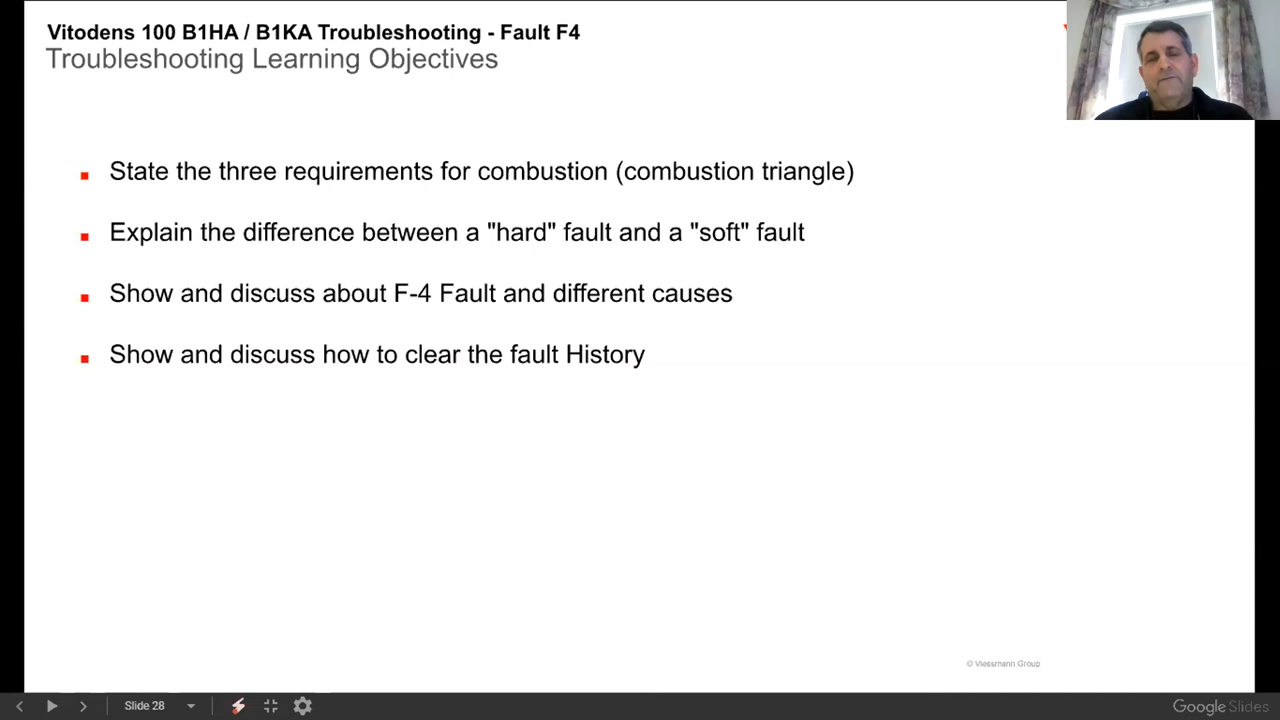 Vitodens 100 B1HA / B1KA Troubleshooting - Fault F4
Troubleshooting Learning Objectives
State the three requirements for combustion (combustion triangle)
Explain the difference between a "hard" fault and a "soft" fault
Show and discuss about F-4 Fault and different causes
Show and discuss how to clear the fault History
© Viessmann Group
Slide 28
Google Slides